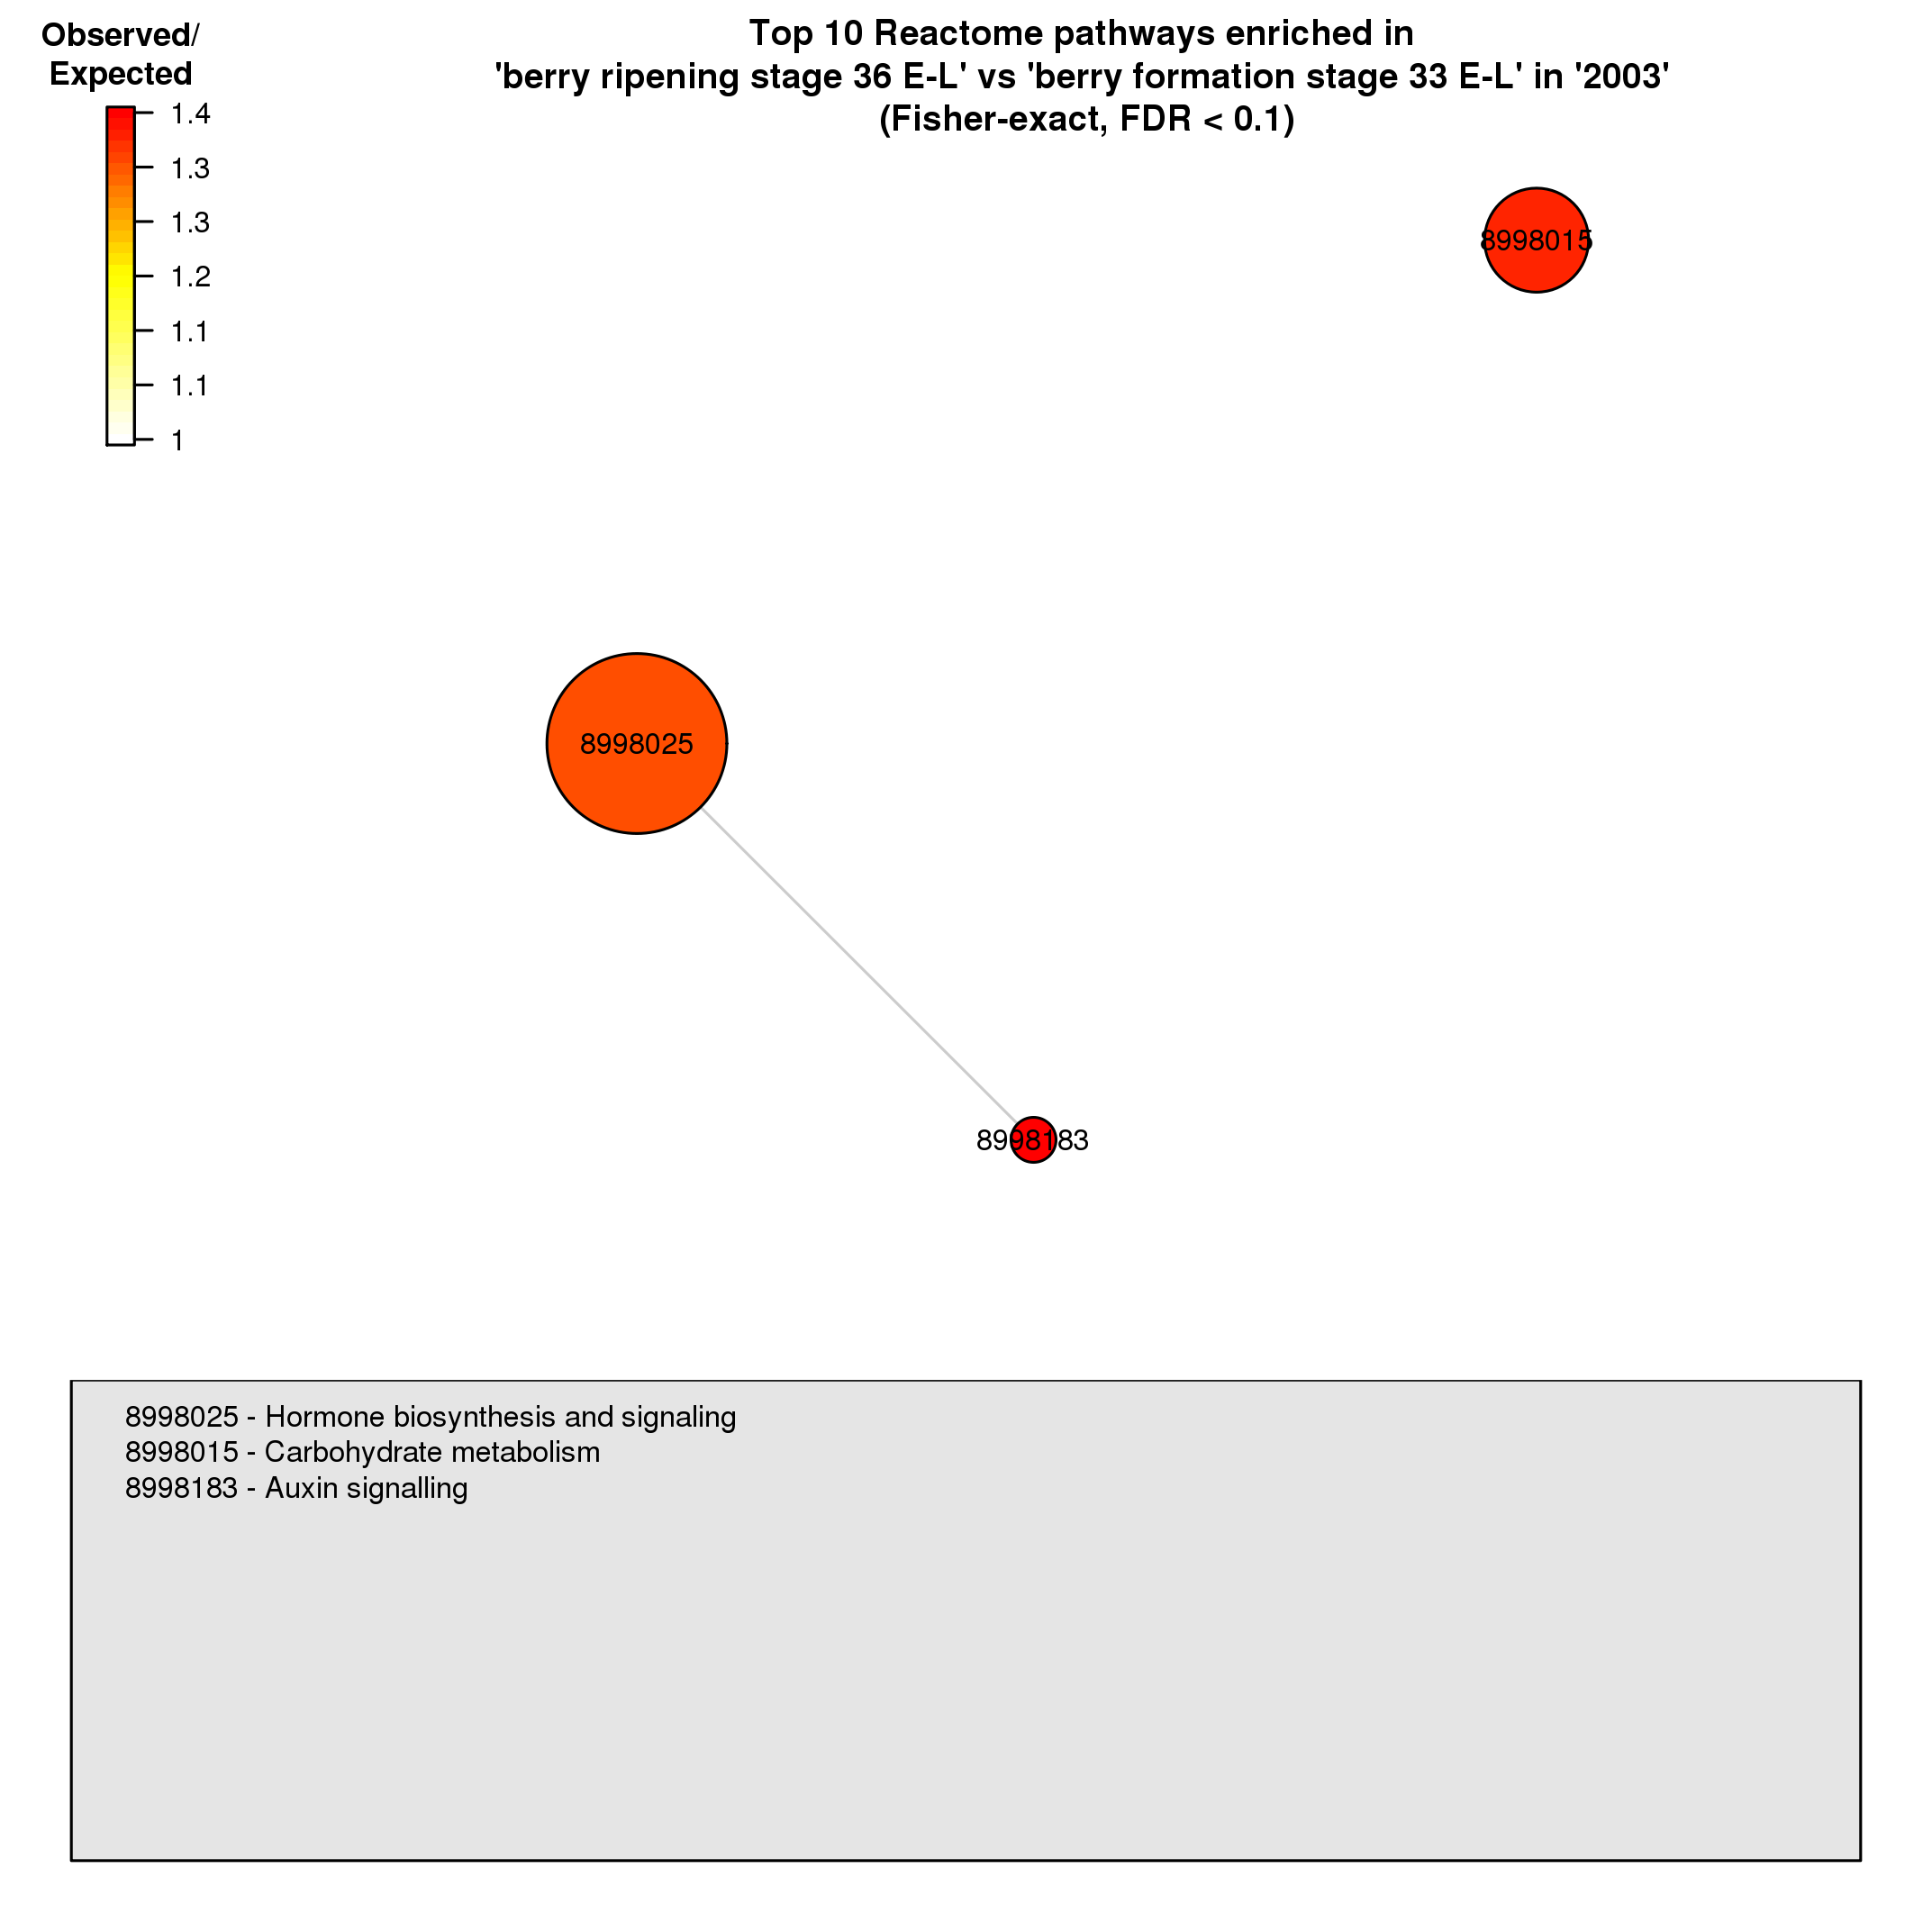 Observed/
Expected
Top 10 Reactome pathways enriched in
'berry ripening stage 36 E-L' vs 'berry formation stage 33 E-L' in '2003'
(Fisher-exact, FDR < 0.1)
1.4
1.3
1.3
1.2
1.1
1.1
1
8998015
8998025
8998183
8998025 - Hormone biosynthesis and signaling
8998015 - Carbohydrate metabolism
8998183 - Auxin signalling